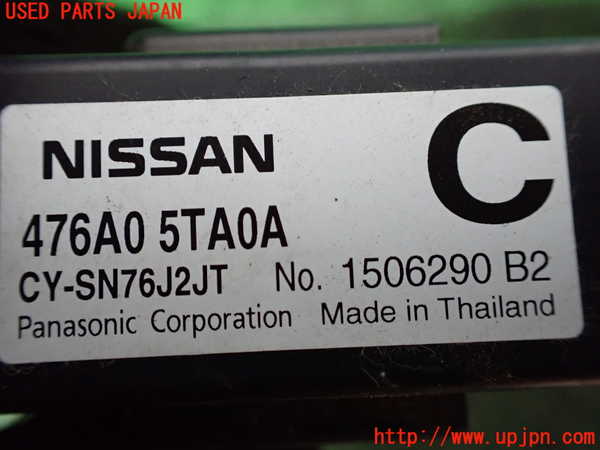 USED PARTS JAPAN
NISSAN
C
476A0 5TA0A
CY-SN76J2JT No. 1506290 B2
Panasonic Corporation Made in Thailand
http://www.upjpn.com/